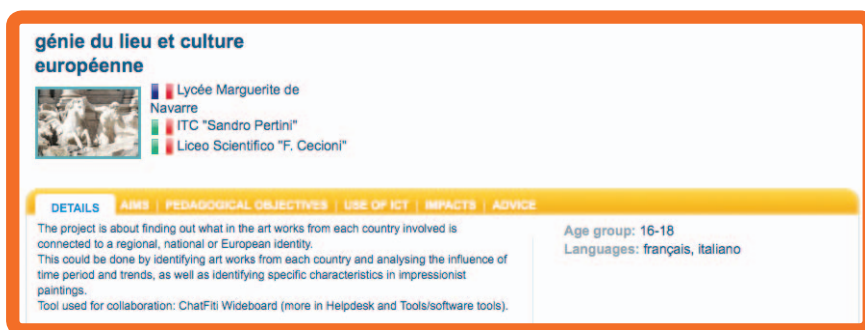 génie du lieu et culture
européenne
Lycée Marguerite de
Navarre
ITC "Sandro Pertini"
Liceo Scientifico "F. Cecioni"
DETAILS AIMS | PEDAGOGICAL OBJECTIVES | USE OF ICT | IMPACTS | ADVICE
The project is about finding out what in the art works from each country involved is
connected to a regional, national or European identity.
This could be done by identifying art works from each country and analysing the influence of
time period and trends, as well as identifying specific characteristics in impressionist
paintings.
Tool used for collaboration: ChatFiti Wideboard (more in Helpdesk and Tools/software tools).
Age group: 16-18
Languages: français, italiano